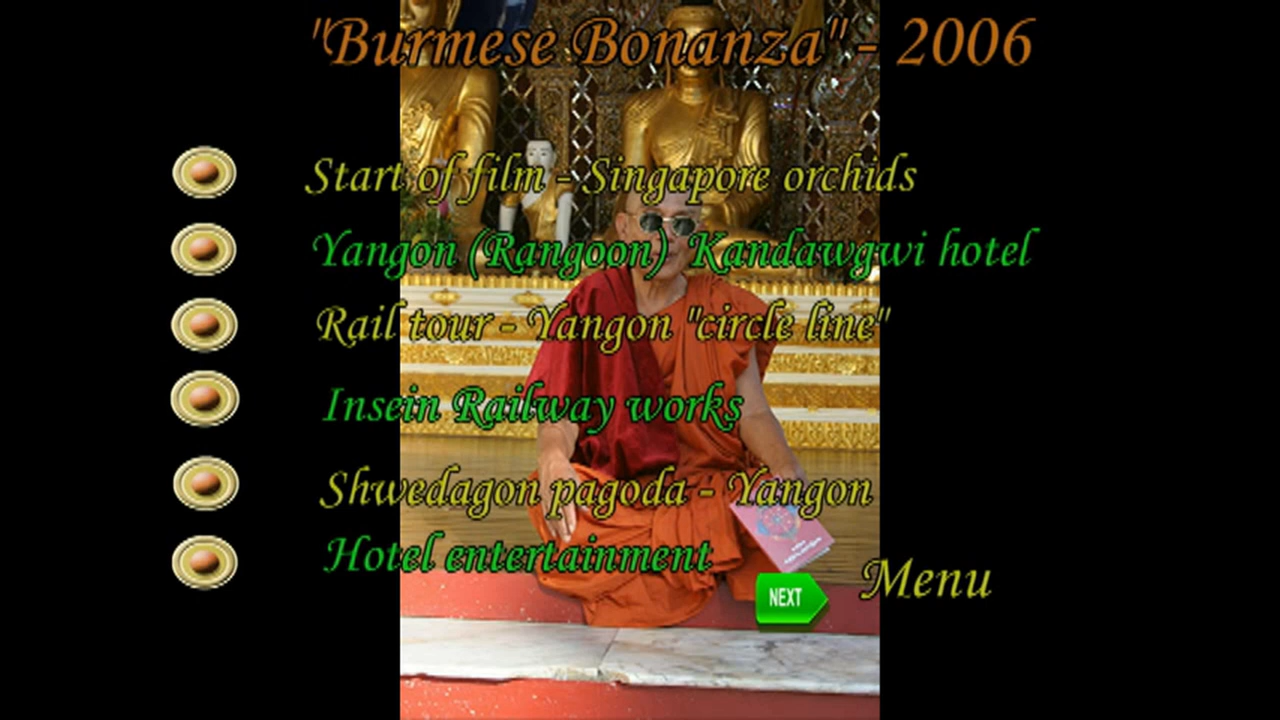 "Burmese Bonanza" - 2006
Start of film - Singapore orchids
Yangon (Rangoon) Kandawgwi hotel
Rail tour - Yangon "circle line"
Insein Railway works
Shwedagon pagoda - Yangon
Hotel entertainment
NEXT Menu